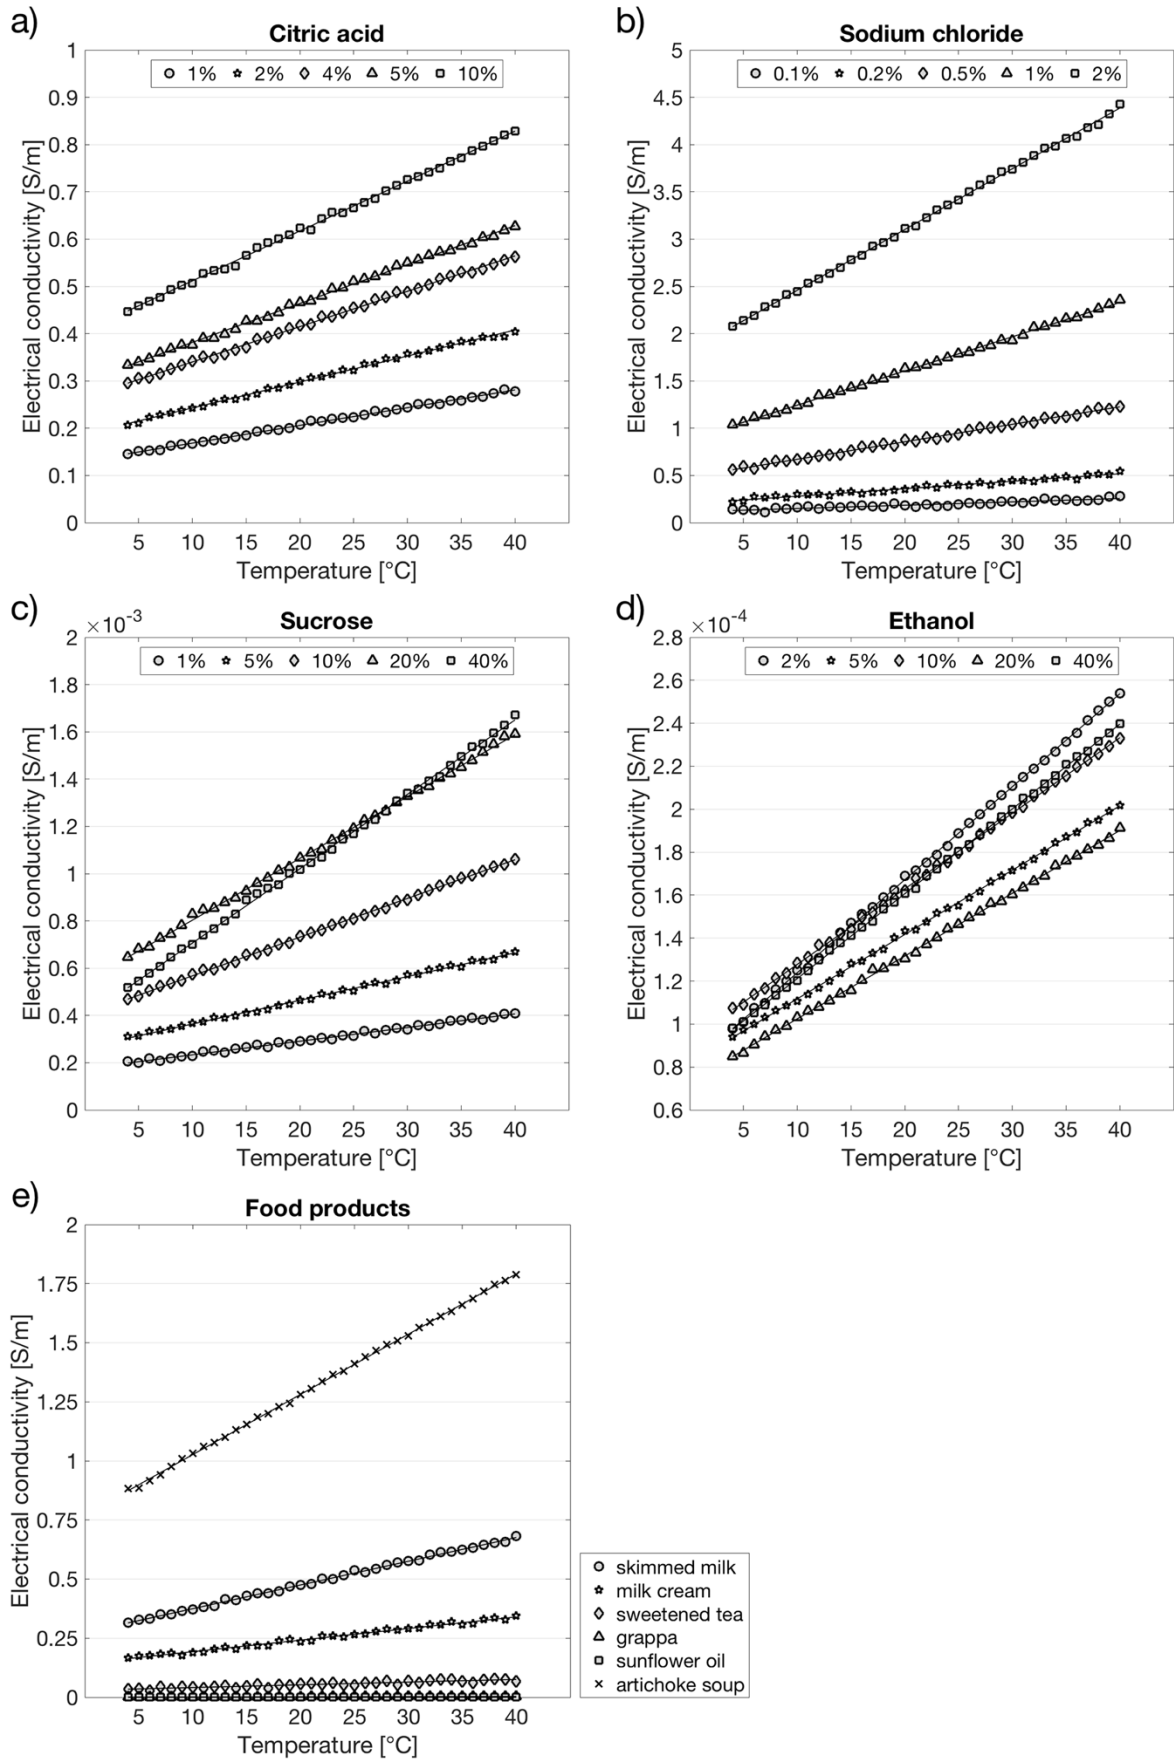 a)
Citric acid
1% 2% 4% 5% 10%
Electrical conductivity [S/m]
1
0.9
0.8
0.7
0.6
0.5
0.4
0.3
0.2
0.1
0
5 10 15 20 25 30 35 40
Temperature [°C]
b)
Sodium chloride
0.1% 0.2% 0.5% 1% 2%
Electrical conductivity [S/m]
5
4.5
4
3.5
3
2.5
2
1.5
1
0.5
0
5 10 15 20 25 30 35 40
Temperature [°C]
c)
×10-3
Sucrose
1% 5% 10% 20% 40%
Electrical conductivity [S/m]
2
1.8
1.6
1.4
1.2
1
0.8
0.6
0.4
0.2
0
5 10 15 20 25 30 35 40
Temperature [°C]
d)
×10-4
Ethanol
2% 5% 10% 20% 40%
Electrical conductivity [S/m]
2.8
2.6
2.4
2.2
2
1.8
1.6
1.4
1.2
1
0.8
0.6
5 10 15 20 25 30 35 40
Temperature [°C]
e)
Food products
Electrical conductivity [S/m]
2
1.75
1.5
1.25
1
0.75
0.5
0.25
0
5 10 15 20 25 30 35 40
Temperature [°C]
skimmed milk
milk cream
sweetened tea
grappa
sunflower oil
artichoke soup